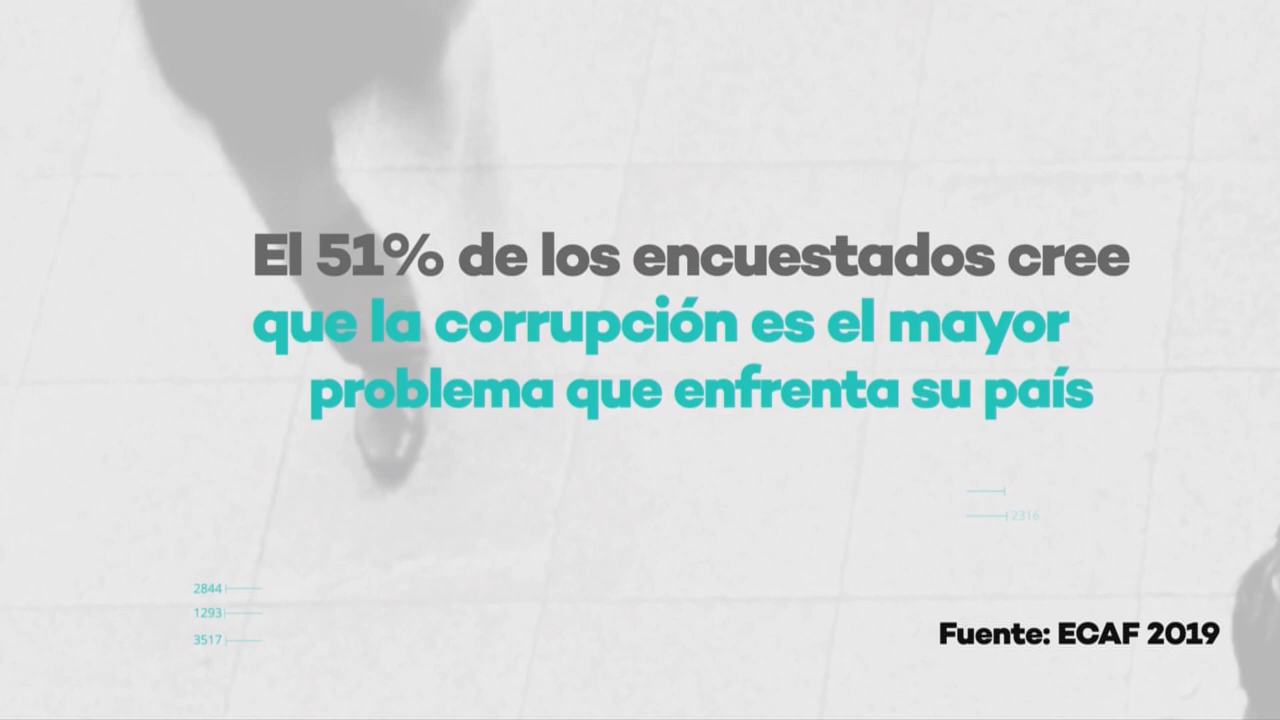 El 51% de los encuestados cree
que la corrupción es el mayor
problema que enfrenta su país
2316
2844
1293
3517
Fuente: ECAF 2019